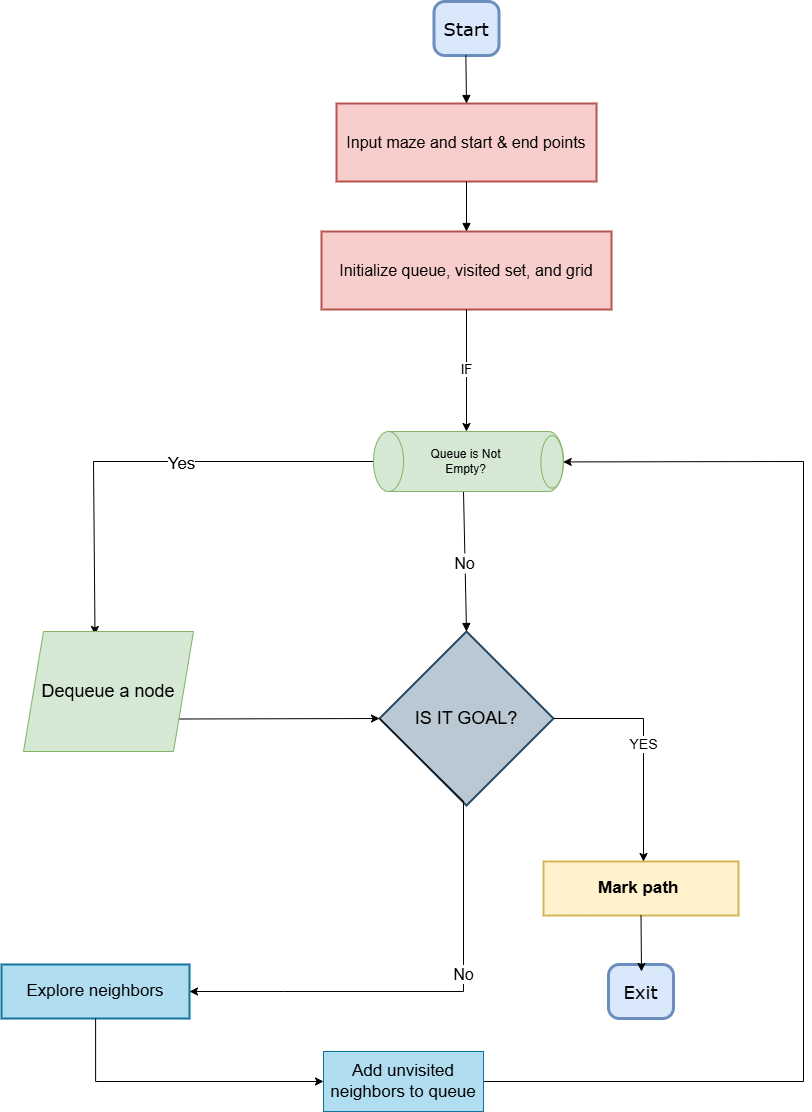 Start
Input maze and start & end points
Initialize queue, visited set, and grid
IF
Queue is Not
Empty?
Yes
No
Dequeue a node
IS IT GOAL?
YES
Mark path
No
Explore neighbors
Exit
Add unvisited
neighbors to queue